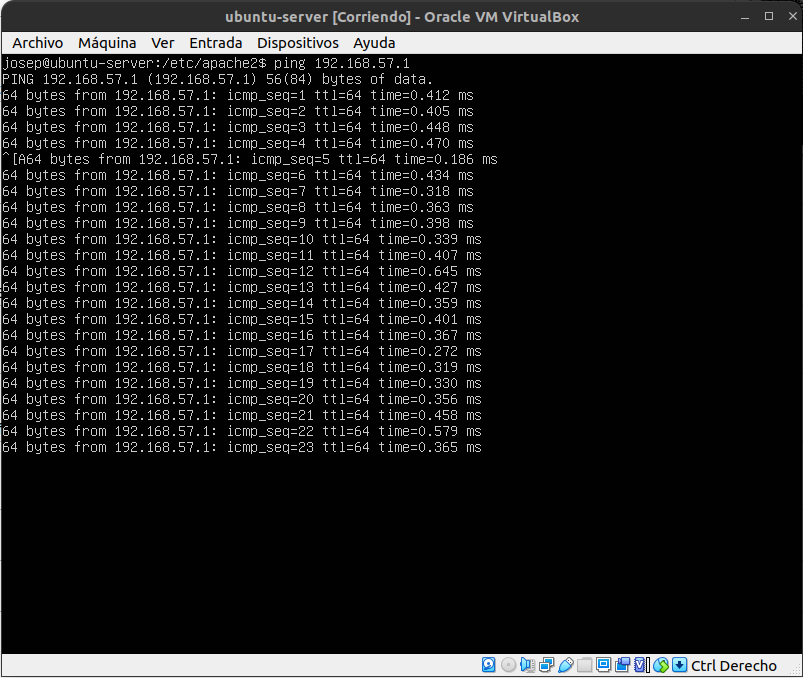 ubuntu-server [Corriendo] - Oracle VM VirtualBox
Archivo Máquina Ver Entrada Dispositivos Ayuda
josep@ubuntu-server:/etc/apache2$ ping 192.168.57.1
PING 192.168.57.1 (192.168.57.1) 56(84) bytes of data.
64 bytes from 192.168.57.1: icmp_seq=1 ttl=64 time=0.412 ms
64 bytes from 192.168.57.1: icmp_seq=2 ttl=64 time=0.405 ms
64 bytes from 192.168.57.1: icmp_seq=3 ttl=64 time=0.448 ms
64 bytes from 192.168.57.1: icmp_seq=4 ttl=64 time=0.470 ms
^[A64 bytes from 192.168.57.1: icmp_seq=5 ttl=64 time=0.186 ms
64 bytes from 192.168.57.1: icmp_seq=6 ttl=64 time=0.434 ms
64 bytes from 192.168.57.1: icmp_seq=7 ttl=64 time=0.318 ms
64 bytes from 192.168.57.1: icmp_seq=8 ttl=64 time=0.363 ms
64 bytes from 192.168.57.1: icmp_seq=9 ttl=64 time=0.398 ms
64 bytes from 192.168.57.1: icmp_seq=10 ttl=64 time=0.339 ms
64 bytes from 192.168.57.1: icmp_seq=11 ttl=64 time=0.407 ms
64 bytes from 192.168.57.1: icmp_seq=12 ttl=64 time=0.645 ms
64 bytes from 192.168.57.1: icmp_seq=13 ttl=64 time=0.427 ms
64 bytes from 192.168.57.1: icmp_seq=14 ttl=64 time=0.359 ms
64 bytes from 192.168.57.1: icmp_seq=15 ttl=64 time=0.401 ms
64 bytes from 192.168.57.1: icmp_seq=16 ttl=64 time=0.367 ms
64 bytes from 192.168.57.1: icmp_seq=17 ttl=64 time=0.272 ms
64 bytes from 192.168.57.1: icmp_seq=18 ttl=64 time=0.319 ms
64 bytes from 192.168.57.1: icmp_seq=19 ttl=64 time=0.330 ms
64 bytes from 192.168.57.1: icmp_seq=20 ttl=64 time=0.356 ms
64 bytes from 192.168.57.1: icmp_seq=21 ttl=64 time=0.458 ms
64 bytes from 192.168.57.1: icmp_seq=22 ttl=64 time=0.579 ms
64 bytes from 192.168.57.1: icmp_seq=23 ttl=64 time=0.365 ms
Ctrl Derecho